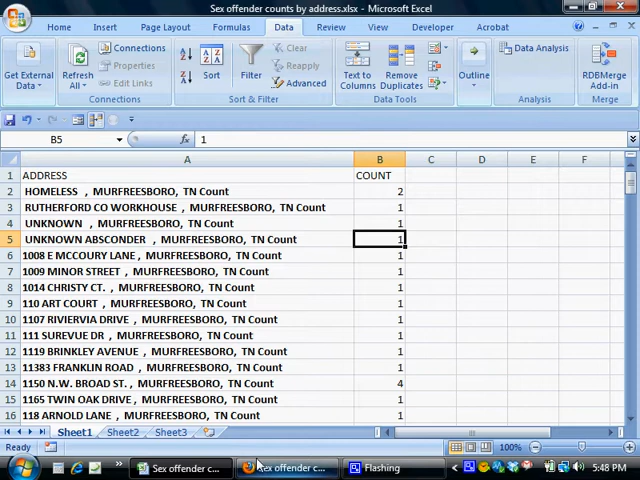 Sex offender counts by address.xlsx - Microsoft Excel
Home Insert Page Layout Formulas Data Review View Developer Acrobat
Get External Data
Refresh All
Connections
Properties
Edit Links
Connections
Sort
Filter
Clear
Reapply
Advanced
Sort & Filter
Text to Columns
Remove Duplicates
Data Tools
Outline
Data Analysis
Analysis
RDBMerge Add-in
Merge
B5 fx 1
A B C D E F
1 ADDRESS COUNT
2 HOMELESS , MURFREESBORO, TN Count 2
3 RUTHERFORD CO WORKHOUSE , MURFREESBORO, TN Count 1
4 UNKNOWN , MURFREESBORO, TN Count 1
5 UNKNOWN ABSCONDER , MURFREESBORO, TN Count 1
6 1008 E MCCOURY LANE , MURFREESBORO, TN Count 1
7 1009 MINOR STREET , MURFREESBORO, TN Count 1
8 1014 CHRISTY CT. , MURFREESBORO, TN Count 1
9 110 ART COURT , MURFREESBORO, TN Count 1
10 1107 RIVIERVIA DRIVE , MURFREESBORO, TN Count 1
11 111 SUREVUE DR , MURFREESBORO, TN Count 1
12 1119 BRINKLEY AVENUE , MURFREESBORO, TN Count 1
13 11383 FRANKLIN ROAD , MURFREESBORO, TN Count 1
14 1150 N.W. BROAD ST. , MURFREESBORO, TN Count 4
15 1165 TWIN OAK DRIVE , MURFREESBORO, TN Count 1
16 118 ARNOLD LANE , MURFREESBORO, TN Count 1
Sheet1 Sheet2 Sheet3
Ready 100%
Sex offender c... Sex offender c... Flashing 5:48 PM